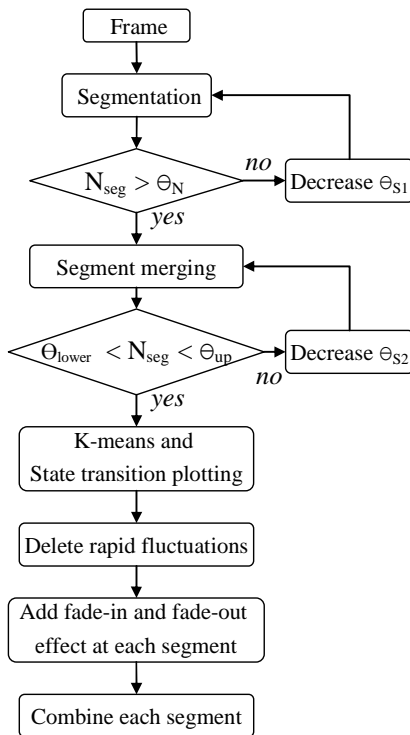 Frame
Segmentation
N_seg > Θ_N
no
Decrease Θ_S1
yes
Segment merging
Θ_lower < N_seg < Θ_up
no
Decrease Θ_S2
yes
K-means and
State transition plotting
Delete rapid fluctuations
Add fade-in and fade-out
effect at each segment
Combine each segment